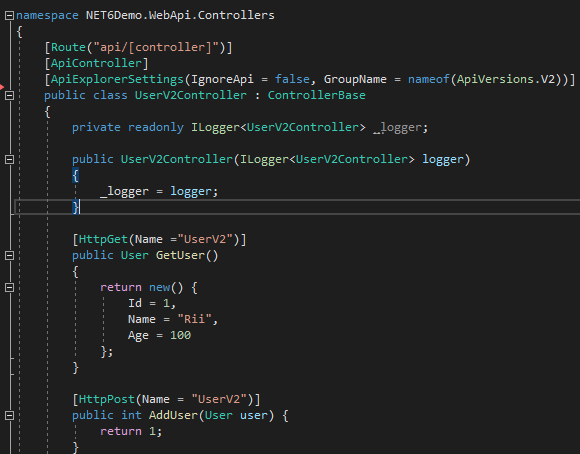 namespace NET6Demo.WebApi.Controllers
{
    [Route("api/[controller]")]
    [ApiController]
    [ApiExplorerSettings(IgnoreApi = false, GroupName = nameof(ApiVersions.V2))]
    public class UserV2Controller : ControllerBase
    {
        private readonly ILogger<UserV2Controller> _logger;

        public UserV2Controller(ILogger<UserV2Controller> logger)
        {
            _logger = logger;
        }

        [HttpGet(Name ="UserV2")]
        public User GetUser()
        {
            return new() {
                Id = 1,
                Name = "Rii",
                Age = 100
            };
        }

        [HttpPost(Name = "UserV2")]
        public int AddUser(User user) {
            return 1;
        }